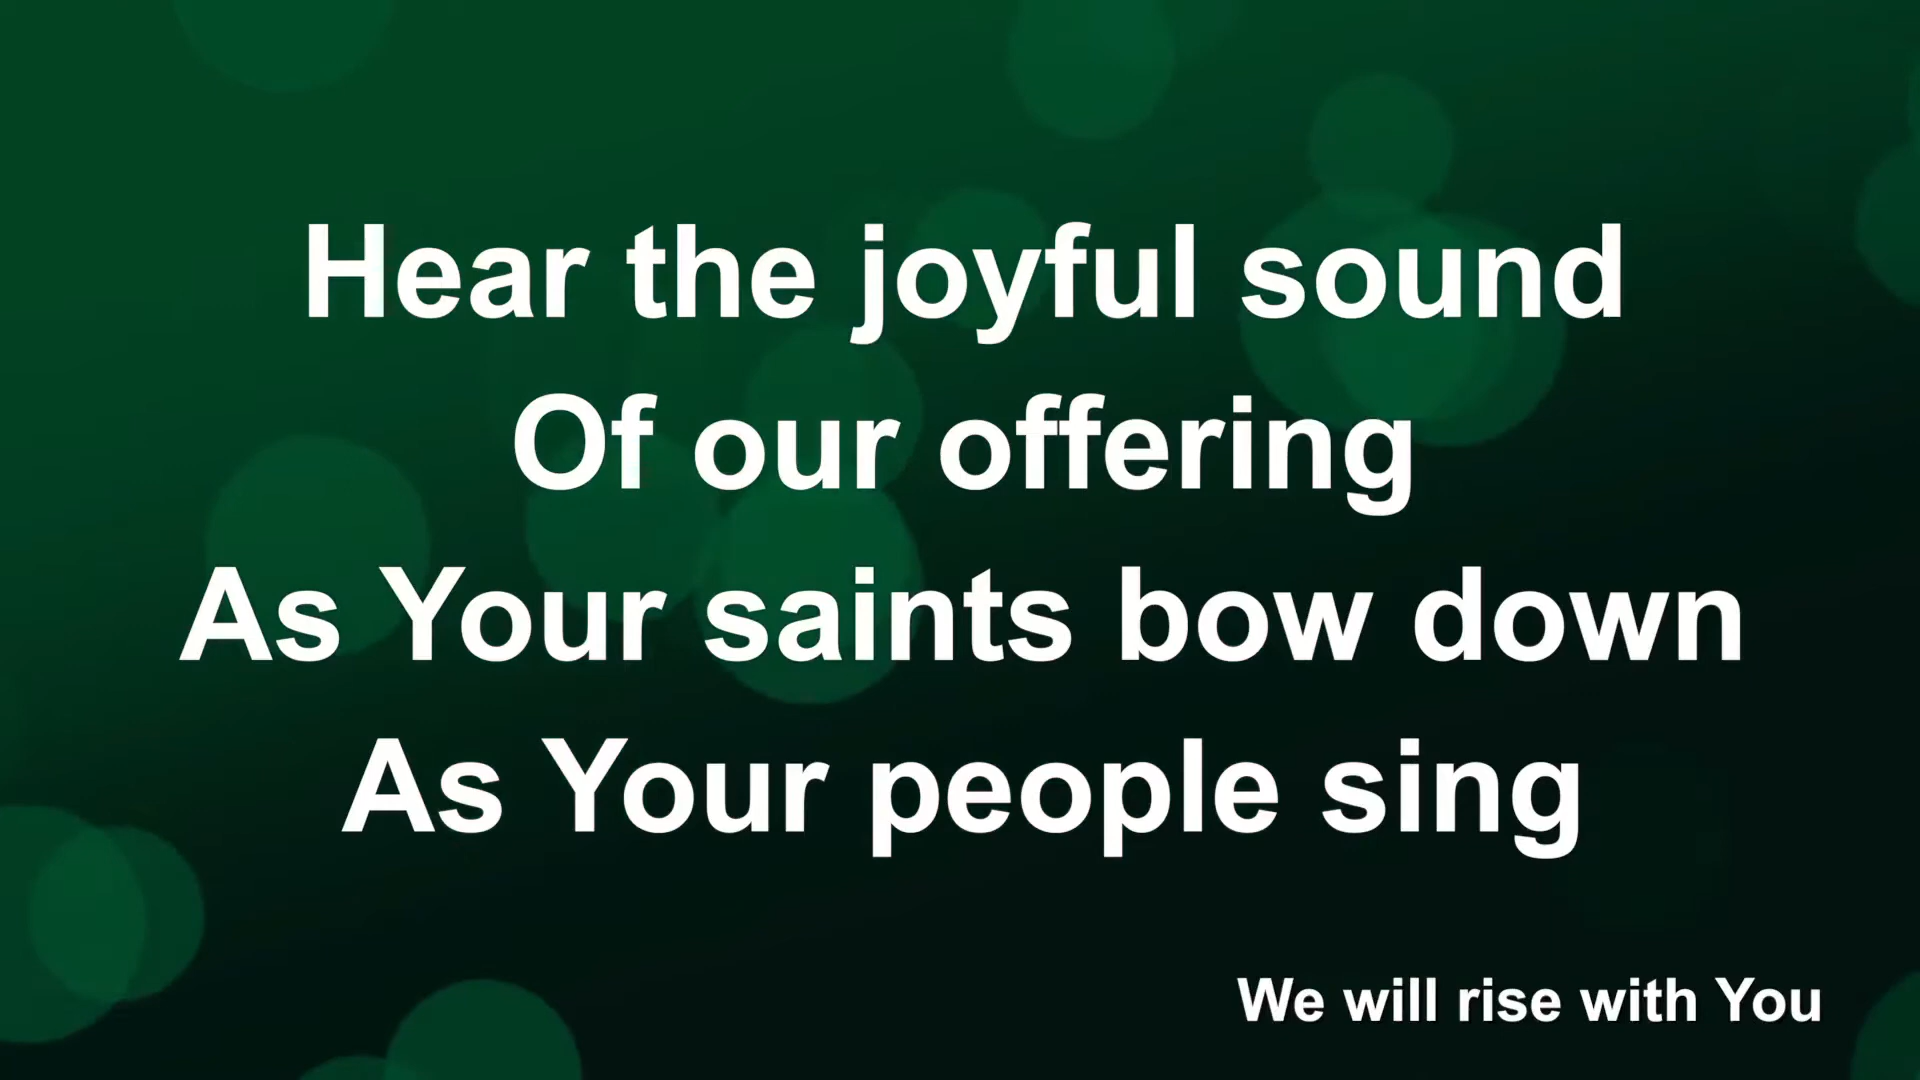 Hear the joyful sound
Of our offering
As Your saints bow down
As Your people sing
We will rise with You